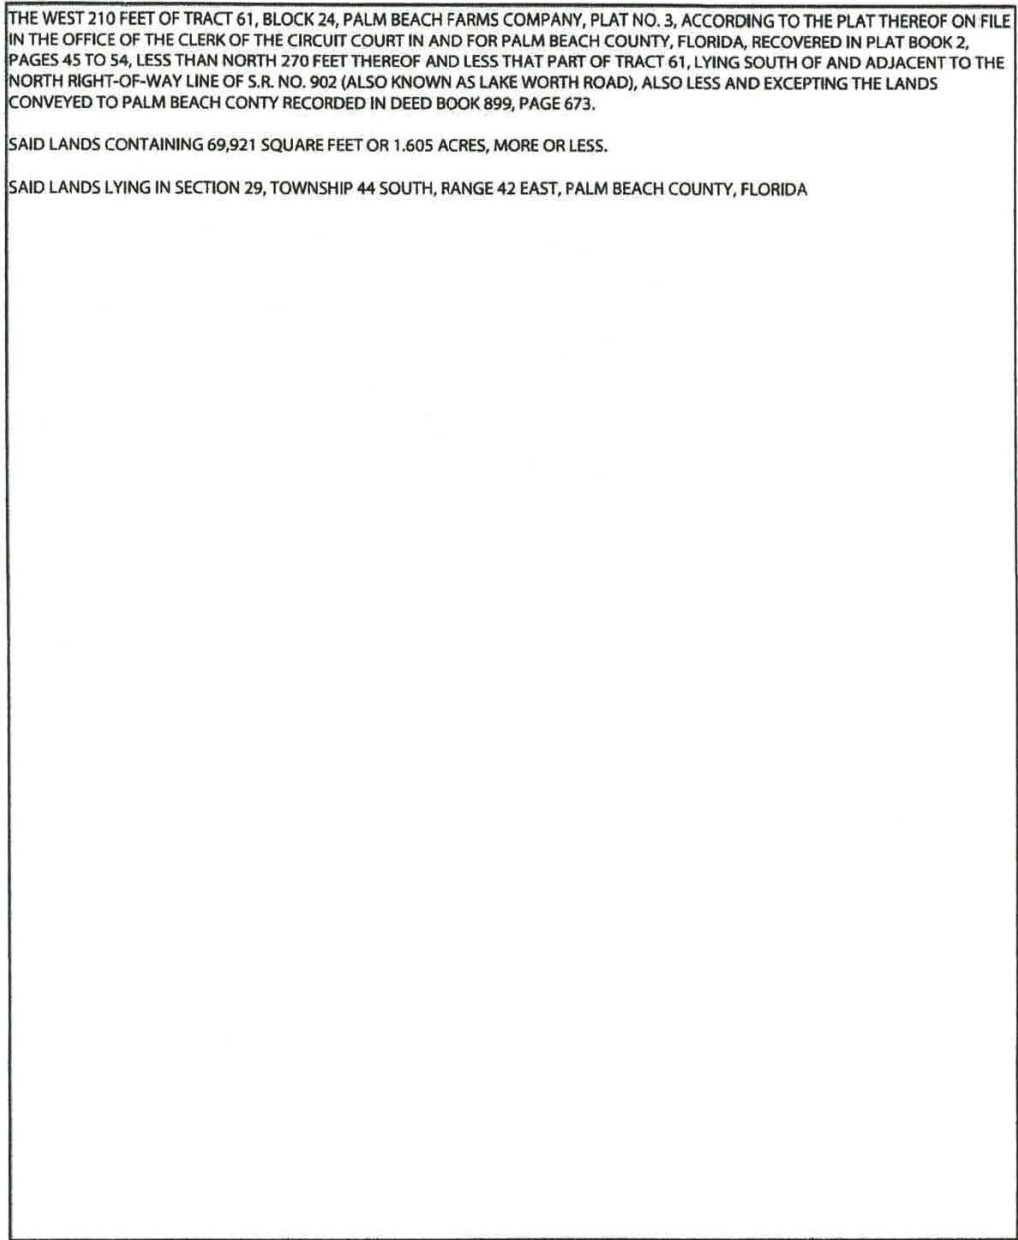 THE WEST 210 FEET OF TRACT 61, BLOCK 24, PALM BEACH FARMS COMPANY, PLAT NO. 3, ACCORDING TO THE PLAT THEREOF ON FILE
IN THE OFFICE OF THE CLERK OF THE CIRCUIT COURT IN AND FOR PALM BEACH COUNTY, FLORIDA, RECOVERED IN PLAT BOOK 2,
PAGES 45 TO 54, LESS THAN NORTH 270 FEET THEREOF AND LESS THAT PART OF TRACT 61, LYING SOUTH OF AND ADJACENT TO THE
NORTH RIGHT-OF-WAY LINE OF S.R. NO. 902 (ALSO KNOWN AS LAKE WORTH ROAD), ALSO LESS AND EXCEPTING THE LANDS
CONVEYED TO PALM BEACH CONTY RECORDED IN DEED BOOK 899, PAGE 673.
SAID LANDS CONTAINING 69,921 SQUARE FEET OR 1.605 ACRES, MORE OR LESS.
SAID LANDS LYING IN SECTION 29, TOWNSHIP 44 SOUTH, RANGE 42 EAST, PALM BEACH COUNTY, FLORIDA